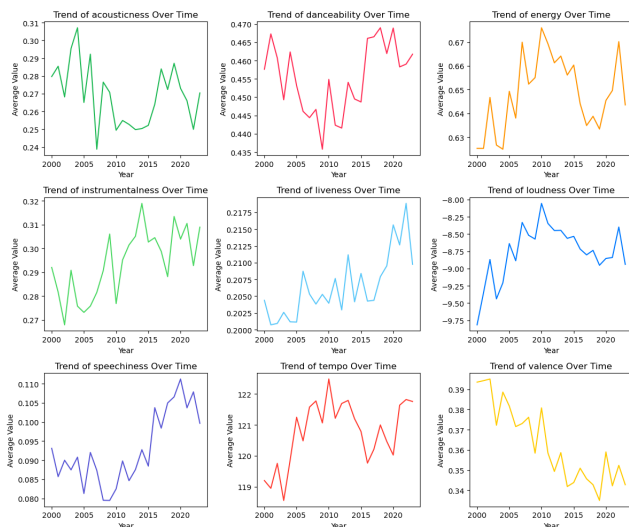 Trend of acousticness Over Time
0.31
0.30
0.29
0.28
0.27
0.26
0.25
0.24
Average Value
2000 2005 2010 2015 2020
Year
Trend of danceability Over Time
0.470
0.465
0.460
0.455
0.450
0.445
0.440
0.435
Average Value
2000 2005 2010 2015 2020
Year
Trend of energy Over Time
0.67
0.66
0.65
0.64
0.63
Average Value
2000 2005 2010 2015 2020
Year
Trend of instrumentalness Over Time
0.32
0.31
0.30
0.29
0.28
0.27
Average Value
2000 2005 2010 2015 2020
Year
Trend of liveness Over Time
0.2175
0.2150
0.2125
0.2100
0.2075
0.2050
0.2025
0.2000
Average Value
2000 2005 2010 2015 2020
Year
Trend of loudness Over Time
−8.00
−8.25
−8.50
−8.75
−9.00
−9.25
−9.50
−9.75
Average Value
2000 2005 2010 2015 2020
Year
Trend of speechiness Over Time
0.110
0.105
0.100
0.095
0.090
0.085
0.080
Average Value
2000 2005 2010 2015 2020
Year
Trend of tempo Over Time
122
121
120
119
Average Value
2000 2005 2010 2015 2020
Year
Trend of valence Over Time
0.39
0.38
0.37
0.36
0.35
0.34
Average Value
2000 2005 2010 2015 2020
Year